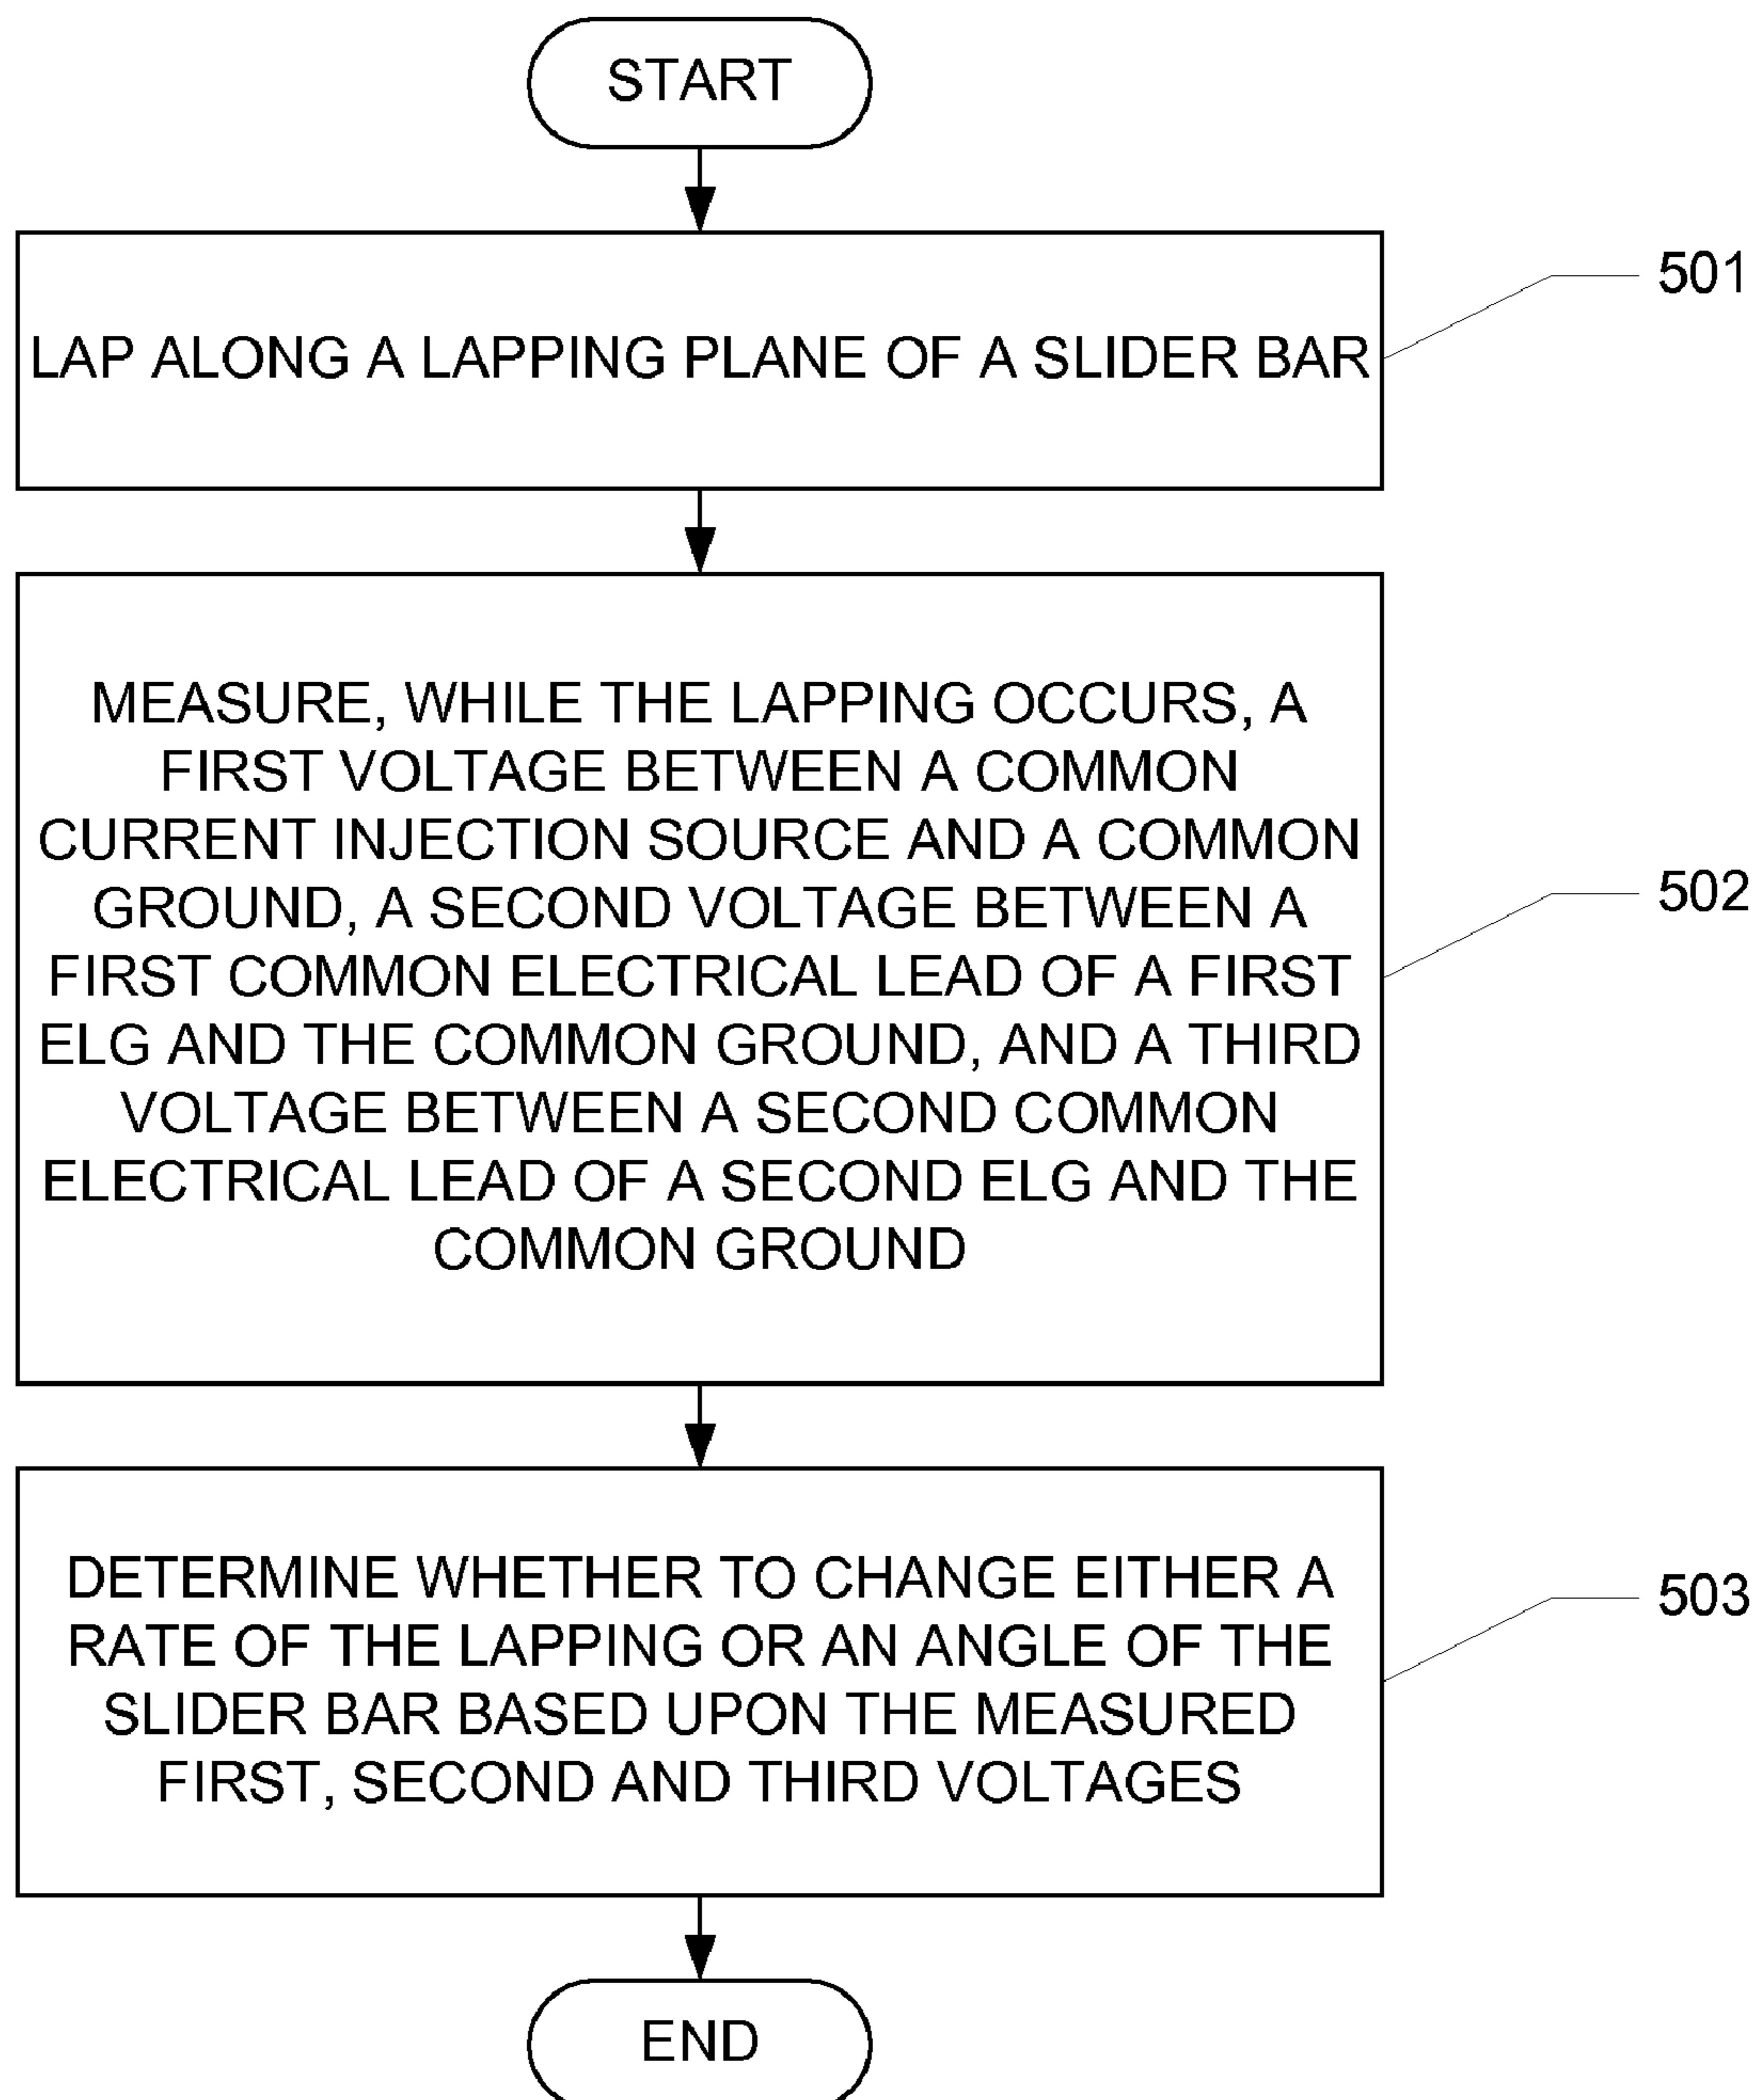 START
LAP ALONG A LAPPING PLANE OF A SLIDER BAR
501
MEASURE, WHILE THE LAPPING OCCURS, A
FIRST VOLTAGE BETWEEN A COMMON
CURRENT INJECTION SOURCE AND A COMMON
GROUND, A SECOND VOLTAGE BETWEEN A
FIRST COMMON ELECTRICAL LEAD OF A FIRST
ELG AND THE COMMON GROUND, AND A THIRD
VOLTAGE BETWEEN A SECOND COMMON
ELECTRICAL LEAD OF A SECOND ELG AND THE
COMMON GROUND
502
DETERMINE WHETHER TO CHANGE EITHER A
RATE OF THE LAPPING OR AN ANGLE OF THE
SLIDER BAR BASED UPON THE MEASURED
FIRST, SECOND AND THIRD VOLTAGES
503
END